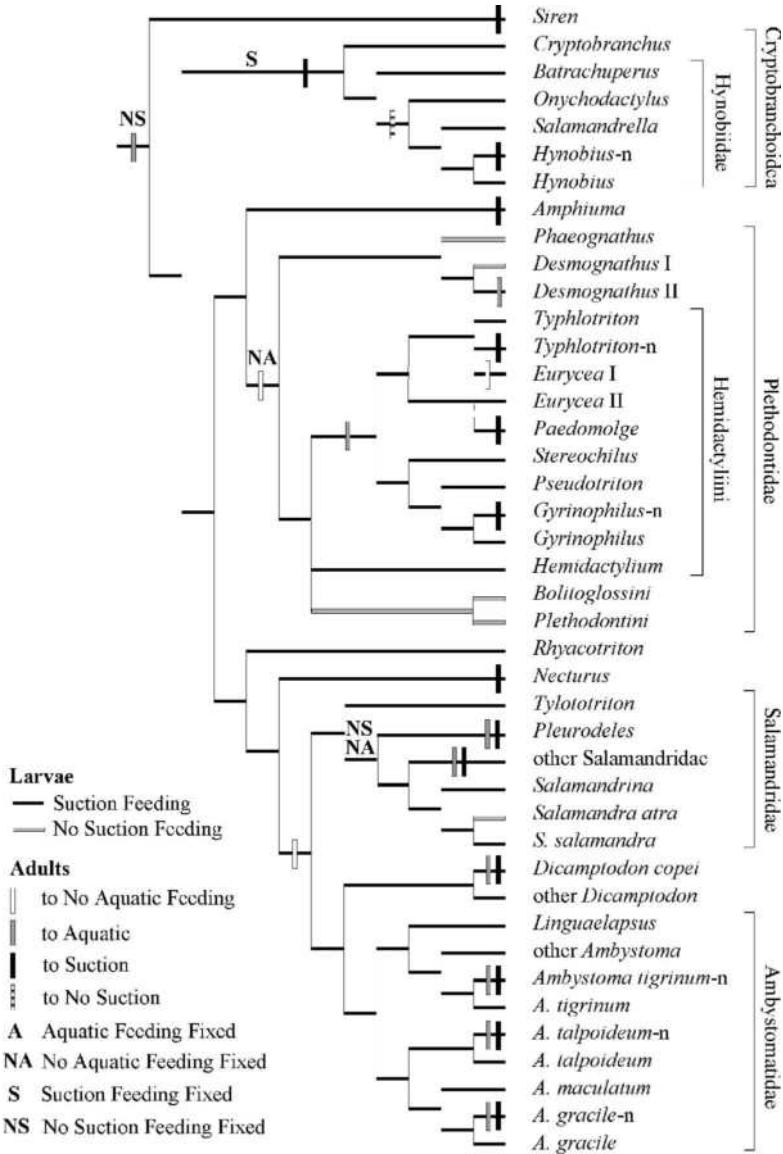 Siren
Cryptobranchus
S
Batrachuperus
Onychodactylus
NS
Salamandrella
Hynobius-n
Hynobius
Amphiuma
Phaeognathus
Desmognathus I
Desmognathus II
Typhlotriton
Typhlotriton-n
NA
Eurycea I
Eurycea II
Paedomolge
Stereochilus
Pseudotriton
Gyrinophilus-n
Gyrinophilus
Hemidactylium
Bolitoglossini
Plethodontini
Rhyacotriton
Necturus
Tylototriton
NS
Pleurodeles
NA
other Salamandridae
Salamandrina
Salamandra atra
S. salamandra
Dicamptodon copei
other Dicamptodon
Linguaelapsus
other Ambystoma
Ambystoma tigrinum-n
A. tigrinum
A. talpoideum-n
A. talpoideum
A. maculatum
A. gracile-n
A. gracile
Cryptobranchoidca
Hynobiidae
Plethodontidae
Hemidactyliini
Salamandridae
Ambystomatidae
Larvae
Suction Feeding
No Suction Feeding
Adults
to No Aquatic Feeding
to Aquatic
to Suction
to No Suction
A Aquatic Feeding Fixed
NA No Aquatic Feeding Fixed
S Suction Feeding Fixed
NS No Suction Feeding Fixed